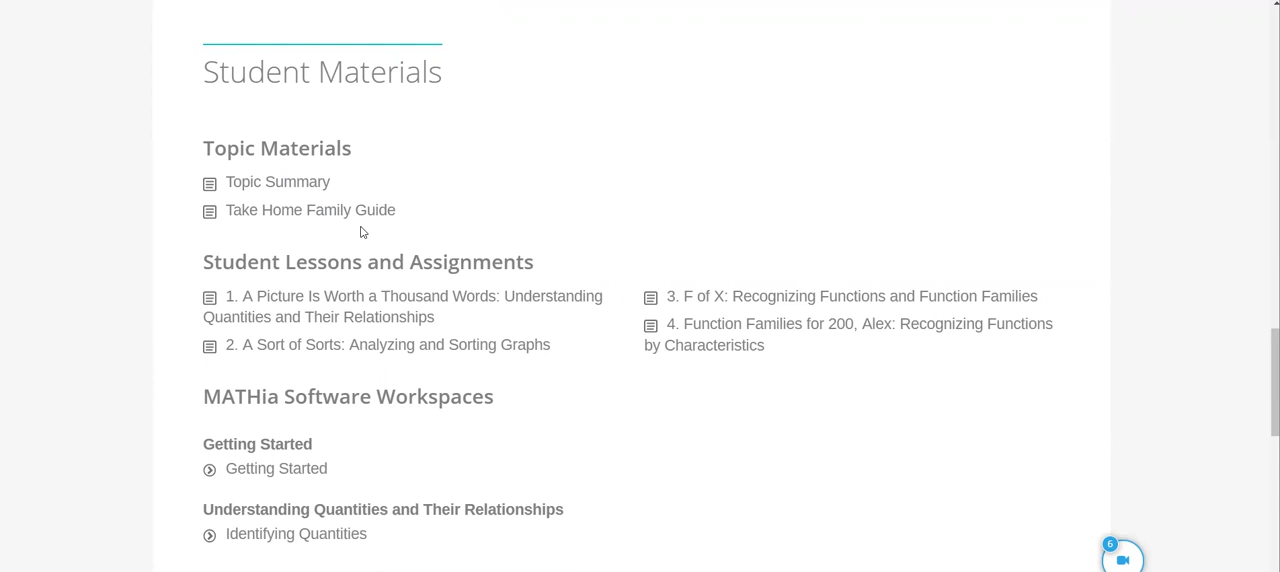 Student Materials
Topic Materials
Topic Summary
Take Home Family Guide
Student Lessons and Assignments
1. A Picture Is Worth a Thousand Words: Understanding
Quantities and Their Relationships
2. A Sort of Sorts: Analyzing and Sorting Graphs
3. F of X: Recognizing Functions and Function Families
4. Function Families for 200, Alex: Recognizing Functions
by Characteristics
MATHia Software Workspaces
Getting Started
Getting Started
Understanding Quantities and Their Relationships
Identifying Quantities
6